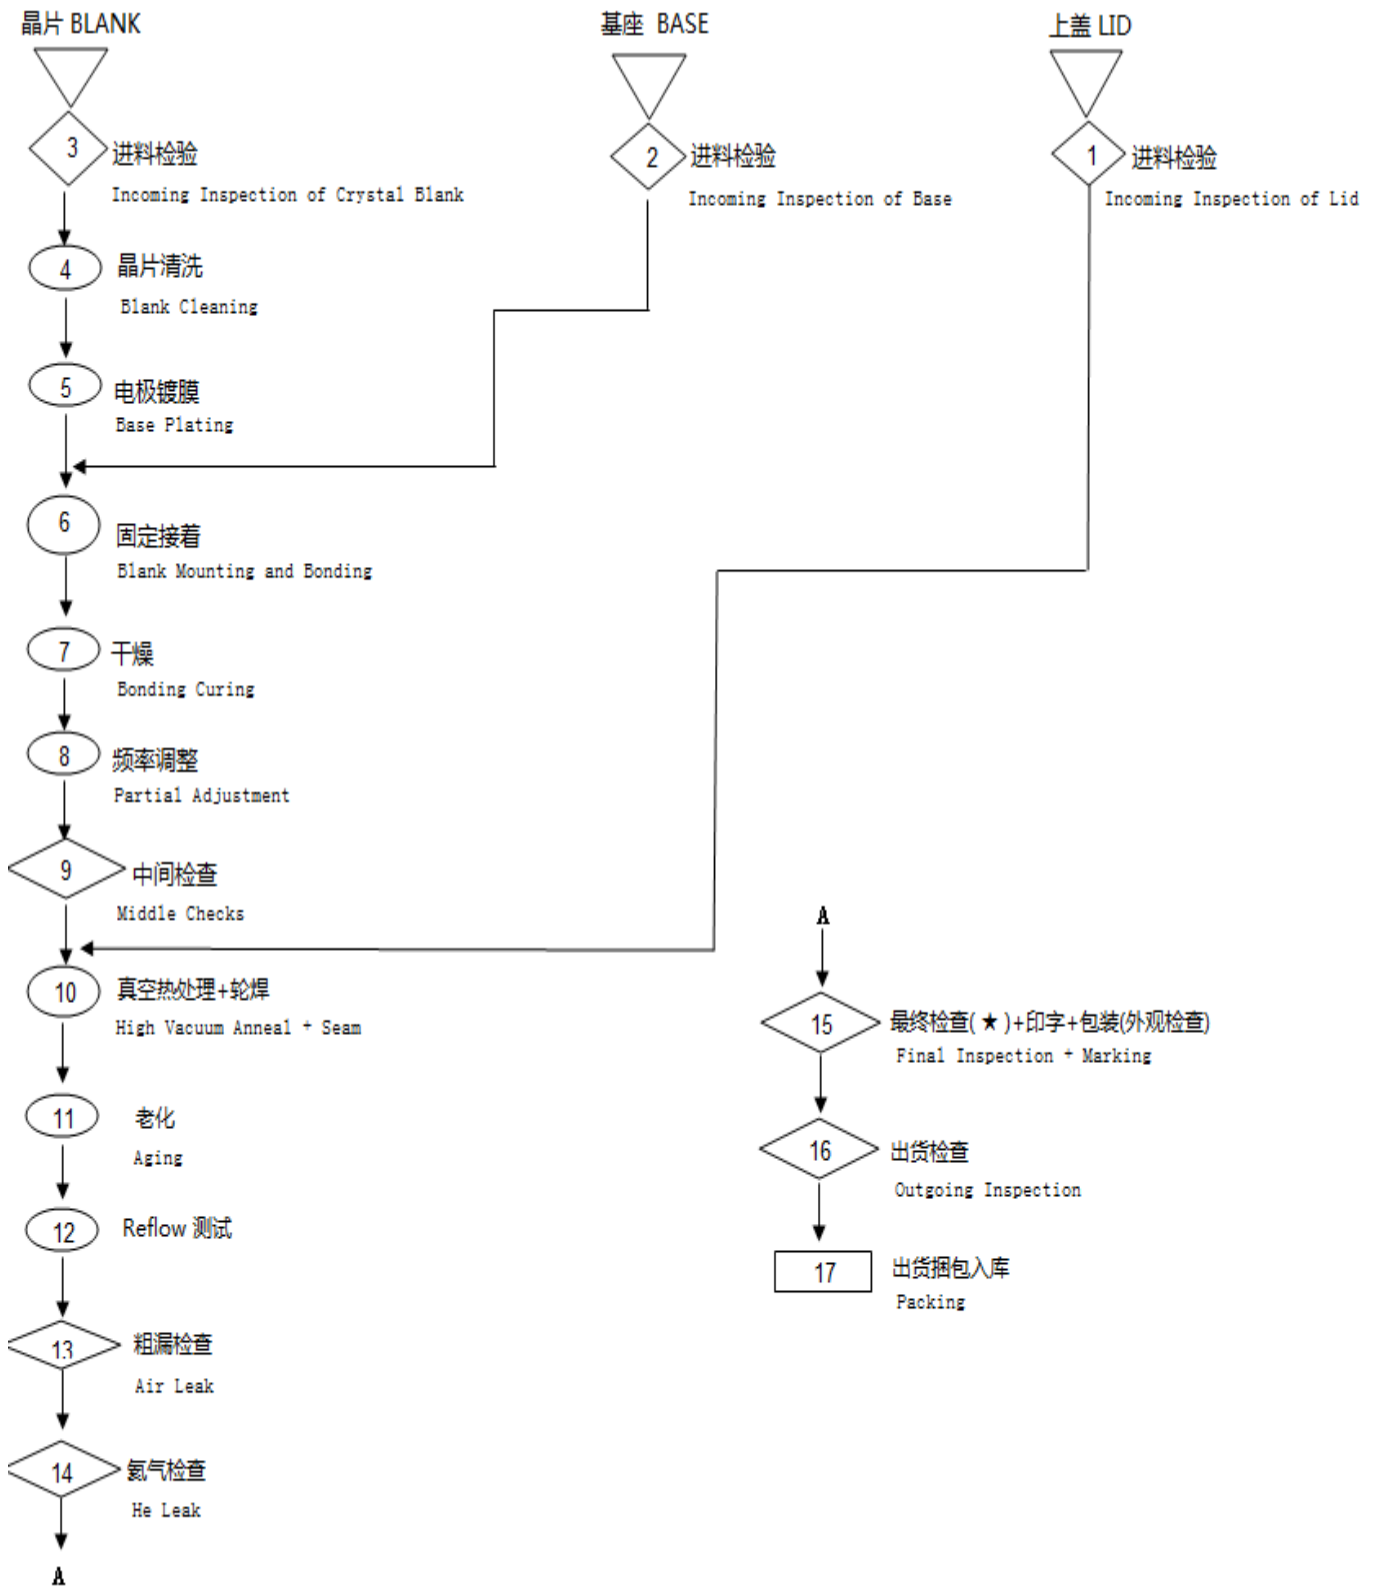 晶片 BLANK
基座 BASE
上盖 LID
3
进料检验
Incoming Inspection of Crystal Blank
2
进料检验
Incoming Inspection of Base
1
进料检验
Incoming Inspection of Lid
4
晶片清洗
Blank Cleaning
5
电极镀膜
Base Plating
6
固定接着
Blank Mounting and Bonding
7
干燥
Bonding Curing
8
频率调整
Partial Adjustment
9
中间检查
Middle Checks
10
真空热处理+轮焊
High Vacuum Anneal + Seam
11
老化
Aging
12
Reflow 测试
13
粗漏检查
Air Leak
14
氦气检查
He Leak
A
A
15
最终检查(★)+印字+包装(外观检查)
Final Inspection + Marking
16
出货检查
Outgoing Inspection
17
出货捆包入库
Packing